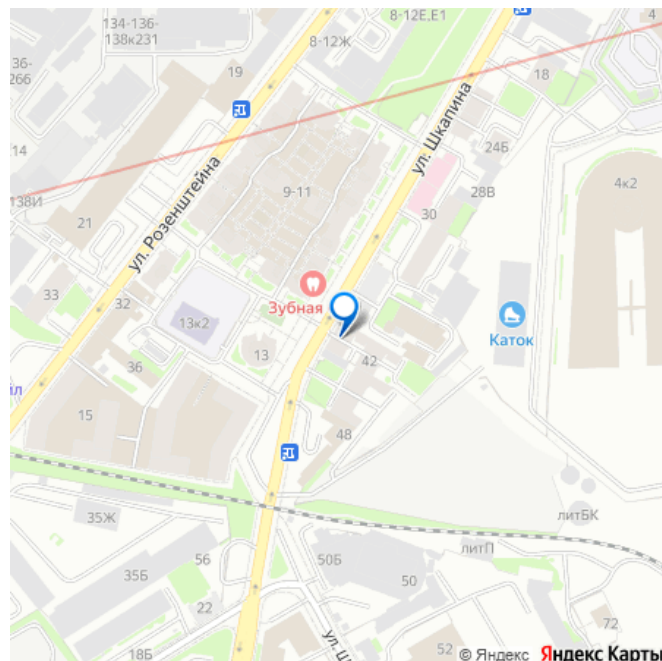 134-136-
138к231
8-12Е,Е1
4
36-
266
8-12Ж
19
18
ул. Шкапина
14
24Б
ул. Розенштейна
9-11
28В
4к2
138И
30
21
33
32
Зубная
13к2
Каток
13
36
42
йл
15
48
литБК
35Ж
56
50Б
литП
35Б
50
22
72
ул. Ш
18Б
52
© Яндекс Яндекс Карты